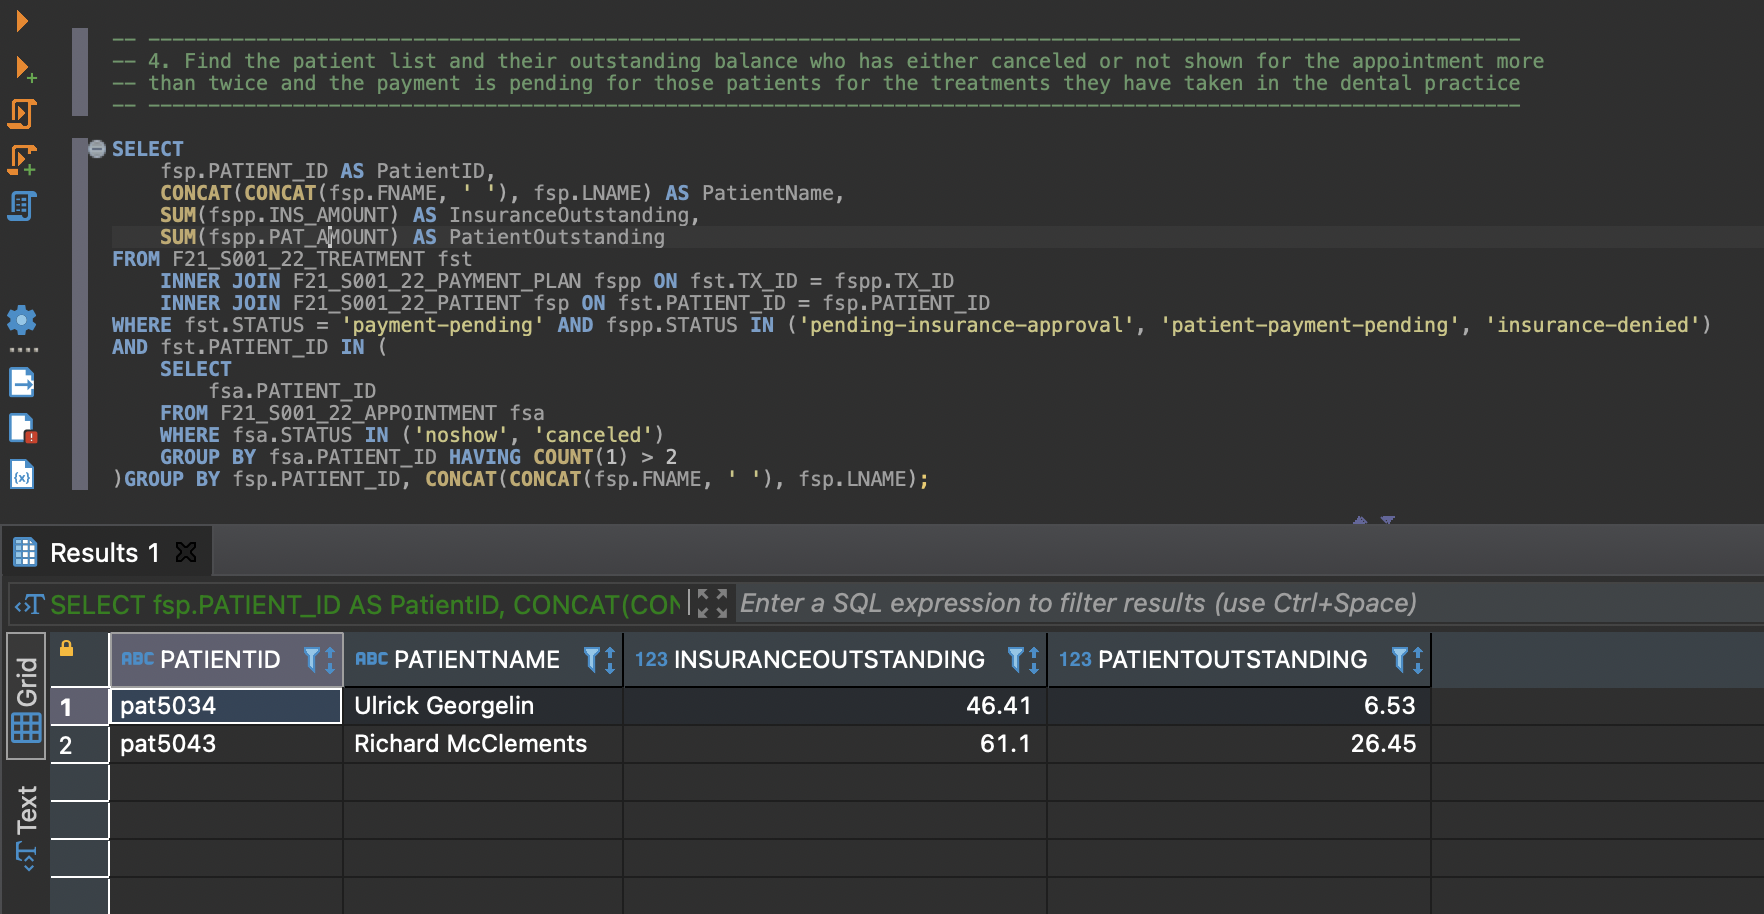 -- -------------------------------------------------------------------------------------------------------------------
-- 4. Find the patient list and their outstanding balance who has either canceled or not shown for the appointment more
-- than twice and the payment is pending for those patients for the treatments they have taken in the dental practice
-- -------------------------------------------------------------------------------------------------------------------
SELECT
fsp.PATIENT_ID AS PatientID,
CONCAT(CONCAT(fsp.FNAME, ' '), fsp.LNAME) AS PatientName,
SUM(fspp.INS_AMOUNT) AS InsuranceOutstanding,
SUM(fspp.PAT_AMOUNT) AS PatientOutstanding
FROM F21_S001_22_TREATMENT fst
INNER JOIN F21_S001_22_PAYMENT_PLAN fspp ON fst.TX_ID = fspp.TX_ID
INNER JOIN F21_S001_22_PATIENT fsp ON fst.PATIENT_ID = fsp.PATIENT_ID
WHERE fst.STATUS = 'payment-pending' AND fspp.STATUS IN ('pending-insurance-approval', 'patient-payment-pending', 'insurance-denied')
AND fst.PATIENT_ID IN (
SELECT
fsa.PATIENT_ID
FROM F21_S001_22_APPOINTMENT fsa
WHERE fsa.STATUS IN ('noshow', 'canceled')
GROUP BY fsa.PATIENT_ID HAVING COUNT(1) > 2
)GROUP BY fsp.PATIENT_ID, CONCAT(CONCAT(fsp.FNAME, ' '), fsp.LNAME);
Results 1
SELECT fsp.PATIENT_ID AS PatientID, CONCAT(CON
Enter a SQL expression to filter results (use Ctrl+Space)
Grid
Text
ABC PATIENTID ABC PATIENTNAME 123 INSURANCEOUTSTANDING 123 PATIENTOUTSTANDING
1 pat5034 Ulrick Georgelin 46.41 6.53
2 pat5043 Richard McClements 61.1 26.45